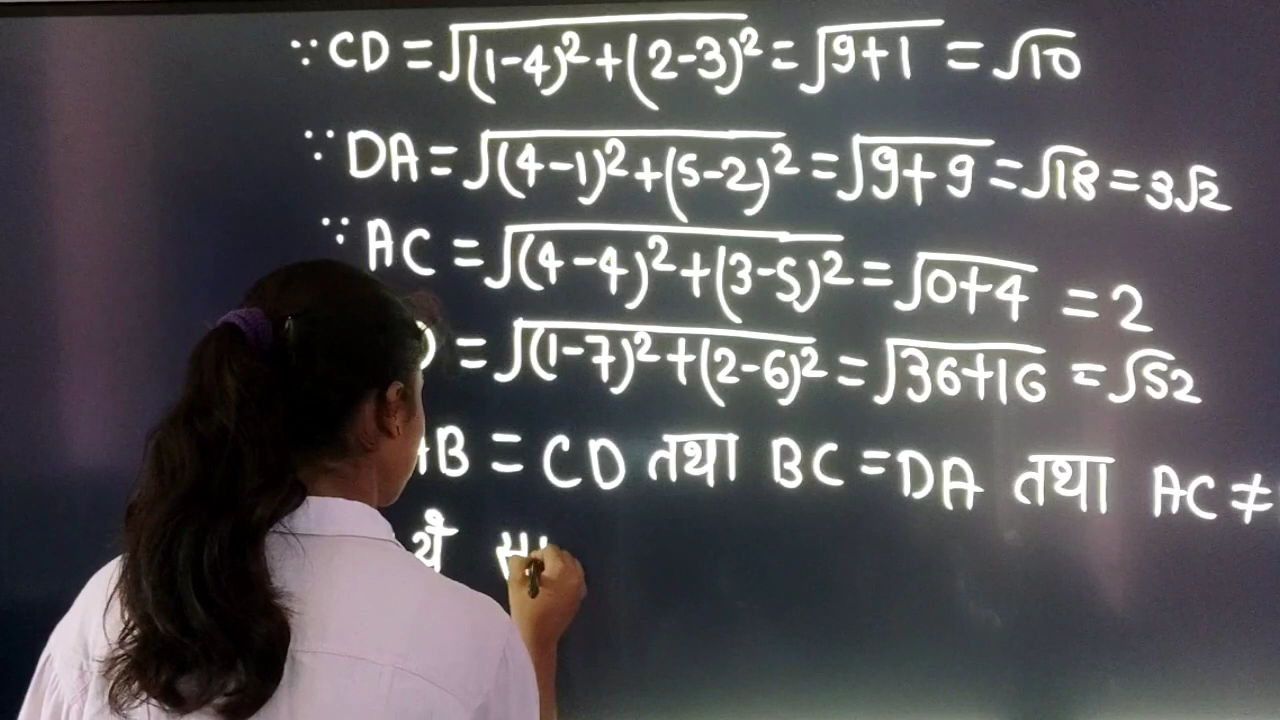 ∵ CD = √(1-4)² + (2-3)² = √9+1 = √10
∵ DA = √(4-1)² + (5-2)² = √9+9 = √18 = 3√2
∵ AC = √(4-4)² + (3-5)² = √0+4 = 2
= √(1-7)² + (2-6)² = √36+16 = √52
AB = CD तथा BC = DA तथा AC ≠
ये